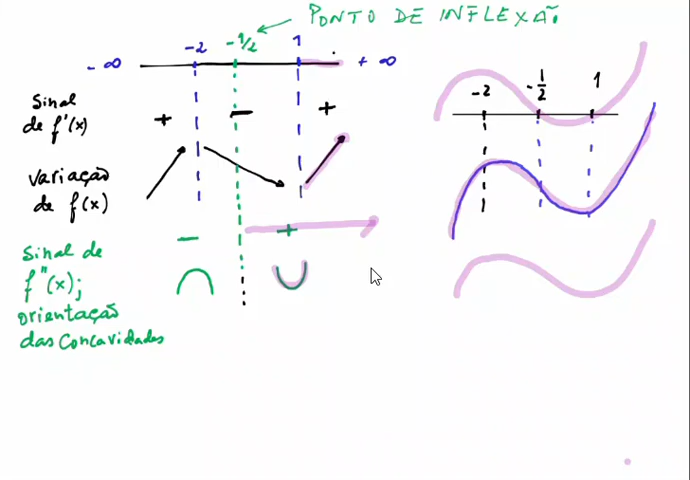 PONTO DE INFLEXÃO
-∞ -2 -1/2 1 +∞
Sinal
de f'(x) + - +
Variação
de f(x)
Sinal de - +
f"(x);
orientação
das Concavidades
-2 -1/2 1